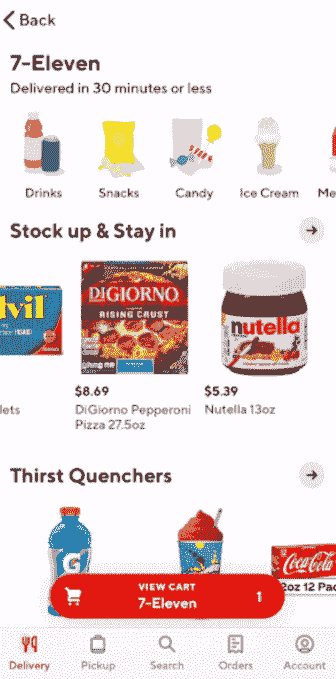 Back
7-Eleven
Delivered in 30 minutes or less
Drinks
Snacks
Candy
Ice Cream
Me
Stock up & Stay in
dvil
DIGIORNO
RISING CRUST
nutella
lets
$8.69
DiGiorno Pepperoni
Pizza 27.5oz
$5.39
Nutella 13oz
Thirst Quenchers
G
Coca-Cola
2oz 12 Pac
VIEW CART
7-Eleven
1
Delivery
Pickup
Search
Orders
Account